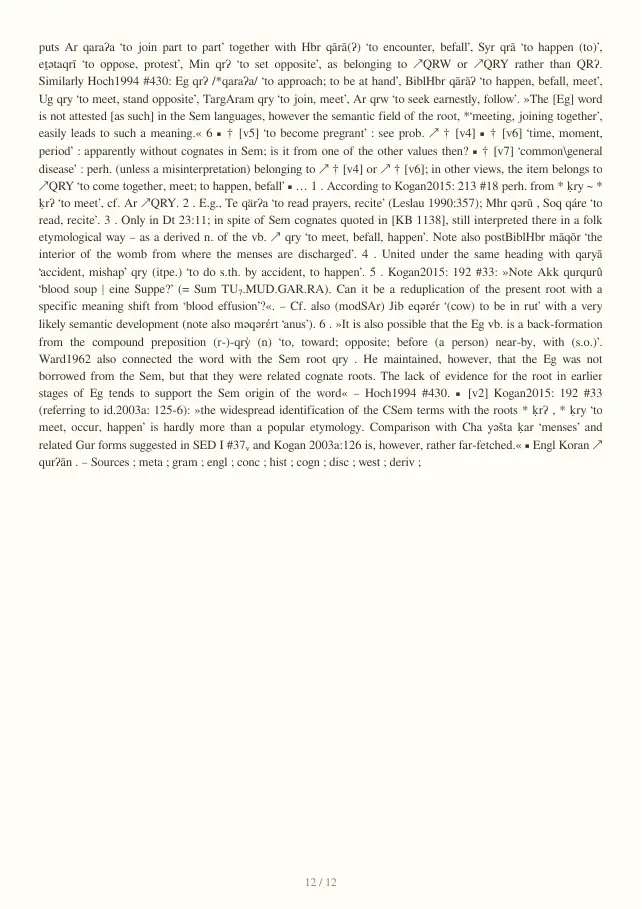 puts Ar qaraʔa ‘to join part to part’ together with Hbr qārā(ʔ) ‘to encounter, befall’, Syr qrā ‘to happen (to)’,
eṯətaqrī ‘to oppose, protest’, Min qrʔ ‘to set opposite’, as belonging to ↗QRW or ↗QRY rather than QRʔ.
Similarly Hoch1994 #430: Eg qrʔ /*qaraʔa/ ‘to approach; to be at hand’, BiblHbr qārāʔ ‘to happen, befall, meet’,
Ug qry ‘to meet, stand opposite’, TargAram qry ‘to join, meet’, Ar qrw ‘to seek earnestly, follow’. »The [Eg] word
is not attested [as such] in the Sem languages, however the semantic field of the root, *‘meeting, joining together’,
easily leads to such a meaning.« 6 ▪ † [v5] ‘to become pregrant’ : see prob. ↗ † [v4] ▪ † [v6] ‘time, moment,
period’ : apparently without cognates in Sem; is it from one of the other values then? ▪ † [v7] ‘common\general
disease’ : perh. (unless a misinterpretation) belonging to ↗ † [v4] or ↗ † [v6]; in other views, the item belongs to
↗QRY ‘to come together, meet; to happen, befall’ ▪ … 1 . According to Kogan2015: 213 #18 perh. from * ḳry ~ *
ḳrʔ ‘to meet’, cf. Ar ↗QRY. 2 . E.g., Te qärʔa ‘to read prayers, recite’ (Leslau 1990:357); Mhr qərū , Soq qáre ‘to
read, recite’. 3 . Only in Dt 23:11; in spite of Sem cognates quoted in [KB 1138], still interpreted there in a folk
etymological way – as a derived n. of the vb. ↗ qry ‘to meet, befall, happen’. Note also postBiblHbr māqōr ‘the
interior of the womb from where the menses are discharged’. 4 . United under the same heading with qaryā
‘accident, mishap’ qry (itpe.) ‘to do s.th. by accident, to happen’. 5 . Kogan2015: 192 #33: »Note Akk qurqurû
‘blood soup | eine Suppe?’ (= Sum TU₇.MUD.GAR.RA). Can it be a reduplication of the present root with a
specific meaning shift from ‘blood effusion’?«. – Cf. also (modSAr) Jib eqərér ‘(cow) to be in rut’ with a very
likely semantic development (note also məqərért ‘anus’). 6 . »It is also possible that the Eg vb. is a back-formation
from the compound preposition (r-)-qrỳ (n) ‘to, toward; opposite; before (a person) near-by, with (s.o.)’.
Ward1962 also connected the word with the Sem root qry . He maintained, however, that the Eg was not
borrowed from the Sem, but that they were related cognate roots. The lack of evidence for the root in earlier
stages of Eg tends to support the Sem origin of the word« – Hoch1994 #430. ▪ [v2] Kogan2015: 192 #33
(referring to id.2003a: 125-6): »the widespread identification of the CSem terms with the roots * ḳrʔ , * ḳry ‘to
meet, occur, happen’ is hardly more than a popular etymology. Comparison with Cha yəšta ḳar ‘menses’ and
related Gur forms suggested in SED I #37ᵥ and Kogan 2003a:126 is, however, rather far-fetched.« ▪ Engl Koran ↗
qurʔān . – Sources ; meta ; gram ; engl ; conc ; hist ; cogn ; disc ; west ; deriv ;
12 / 12